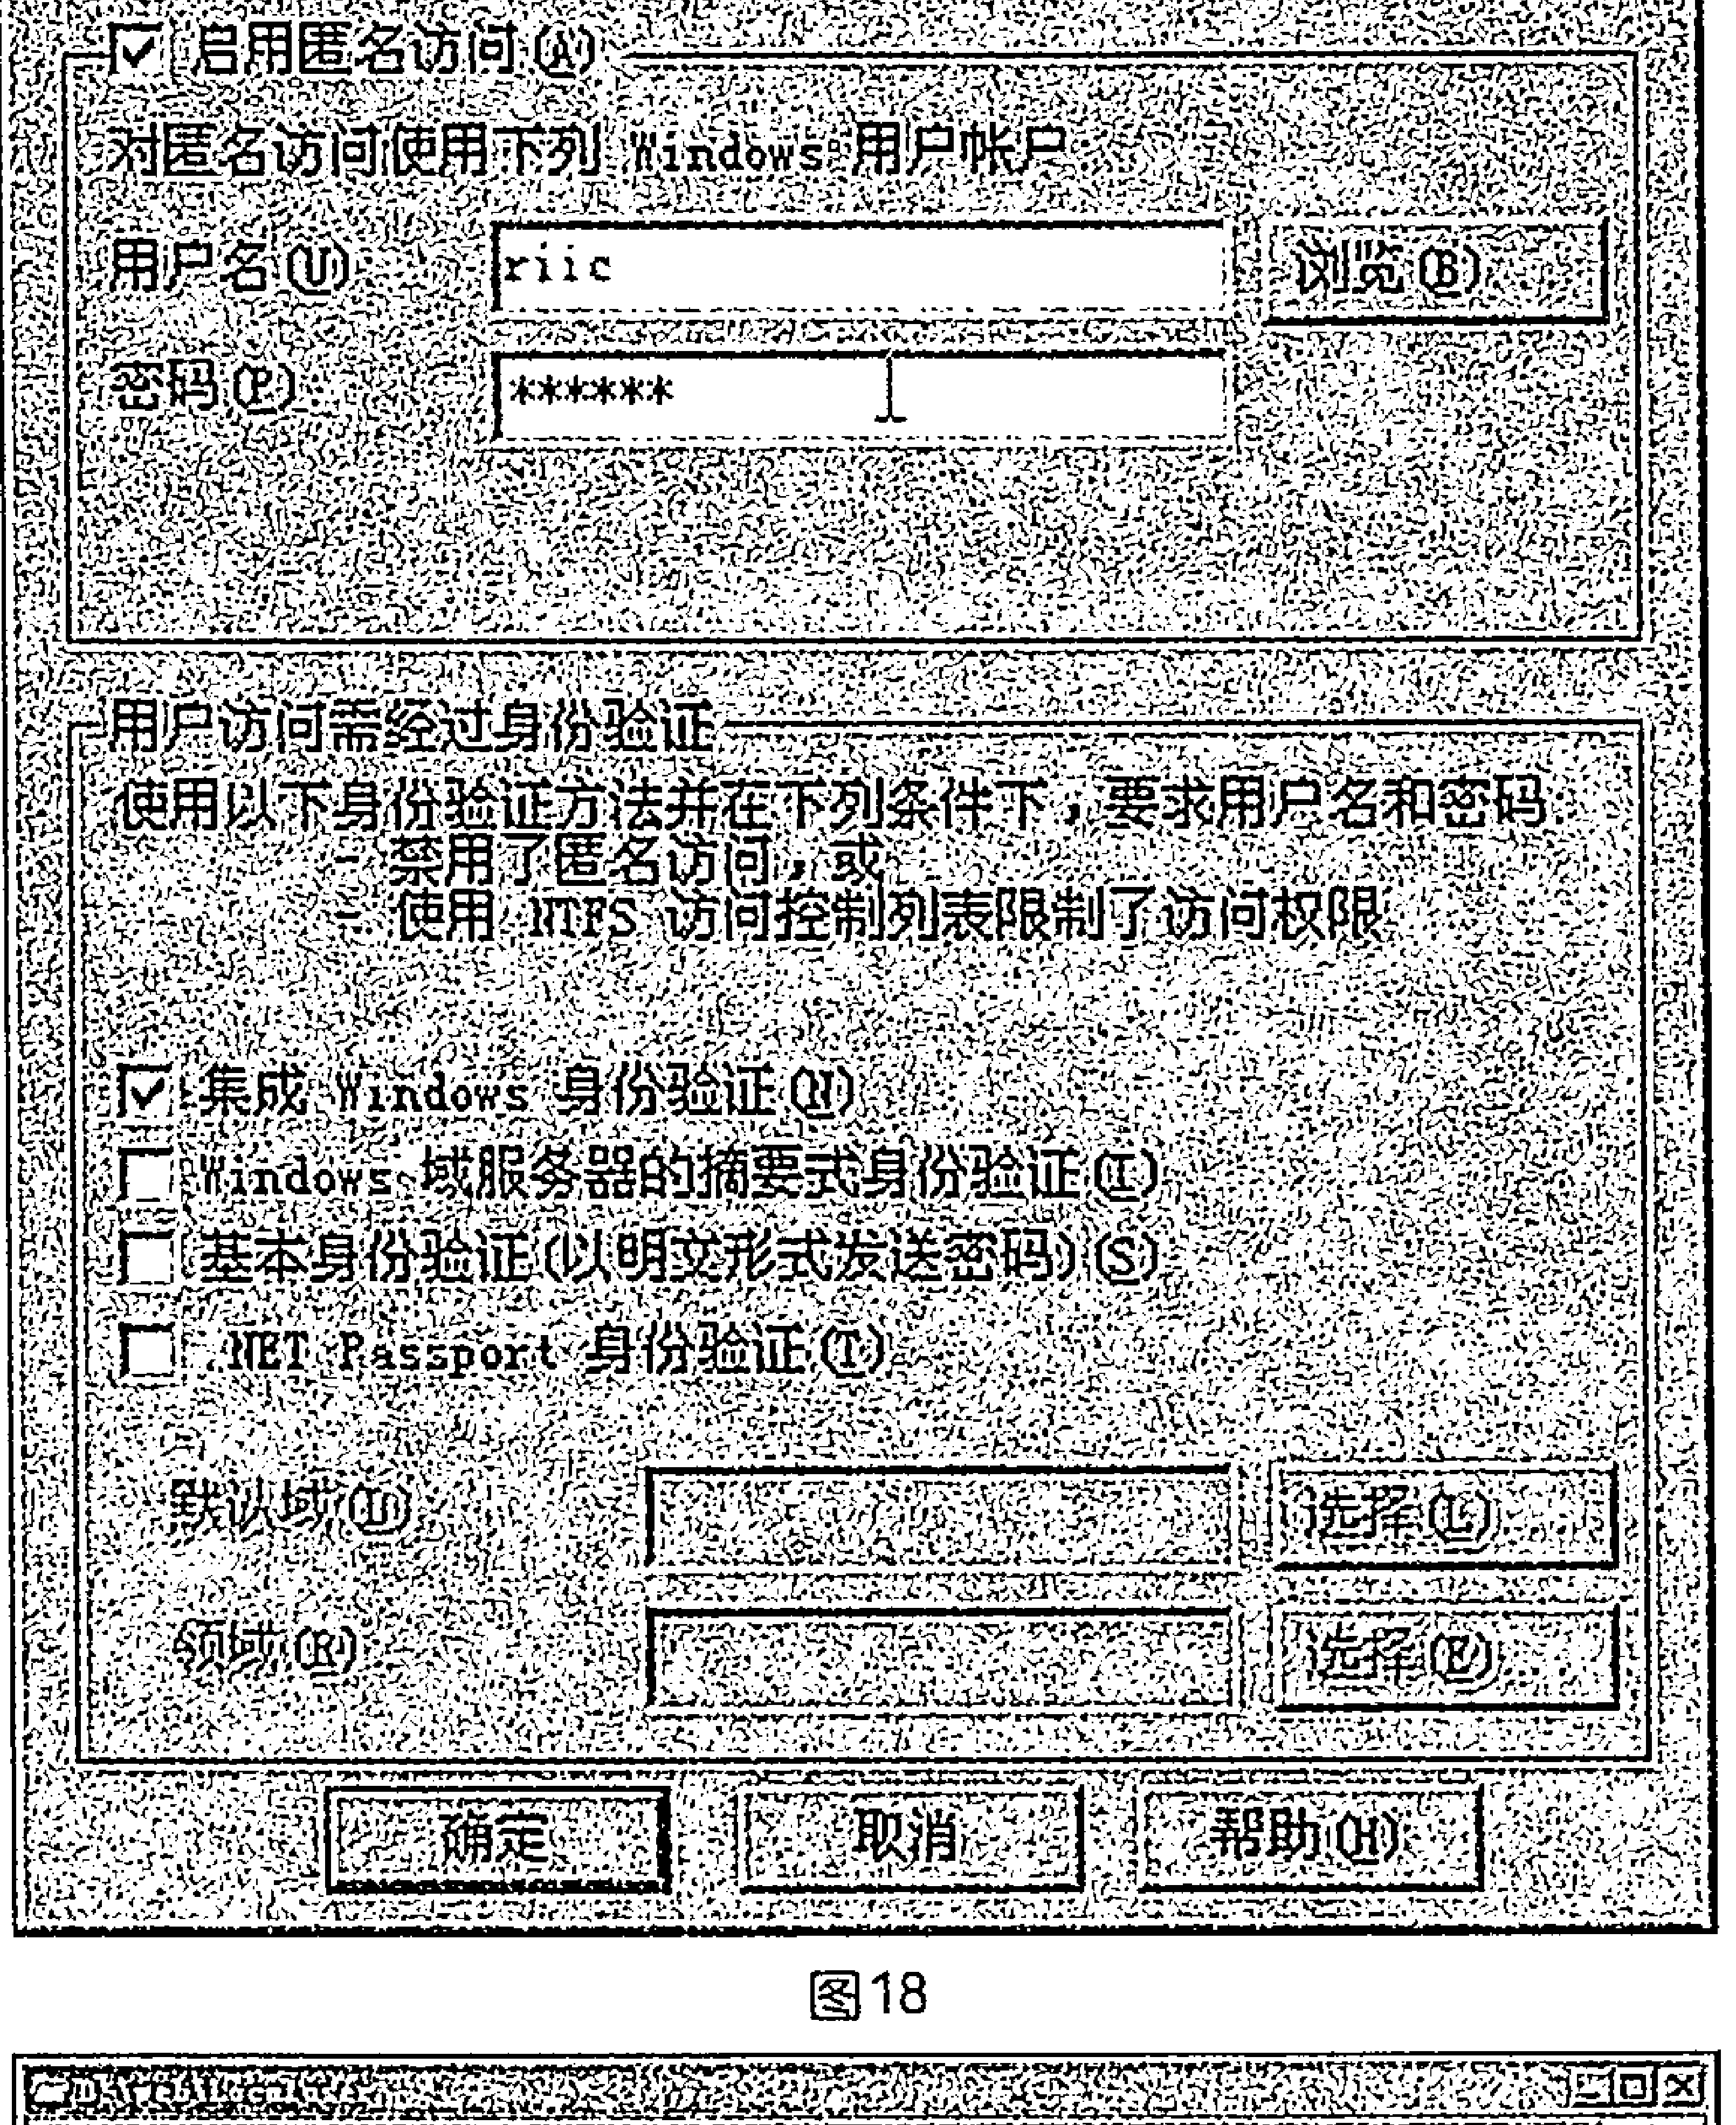 启用匿名访问(A)
对匿名访问使用下列 Windows 用户帐户
用户名(U)
riic
浏览(B)
密码(P)
******
用户访问需经过身份验证
使用以下身份验证方法并在下列条件下，要求用户名和密码:
- 禁用了匿名访问，或
- 使用 NTFS 访问控制列表限制了访问权限
集成 Windows 身份验证(N)
Windows 域服务器的摘要式身份验证(I)
基本身份验证(以明文形式发送密码)(S)
.NET Passport 身份验证(T)
默认域(D)
选择(L)
领域(R)
选择(E)
确定
取消
帮助(H)
图18